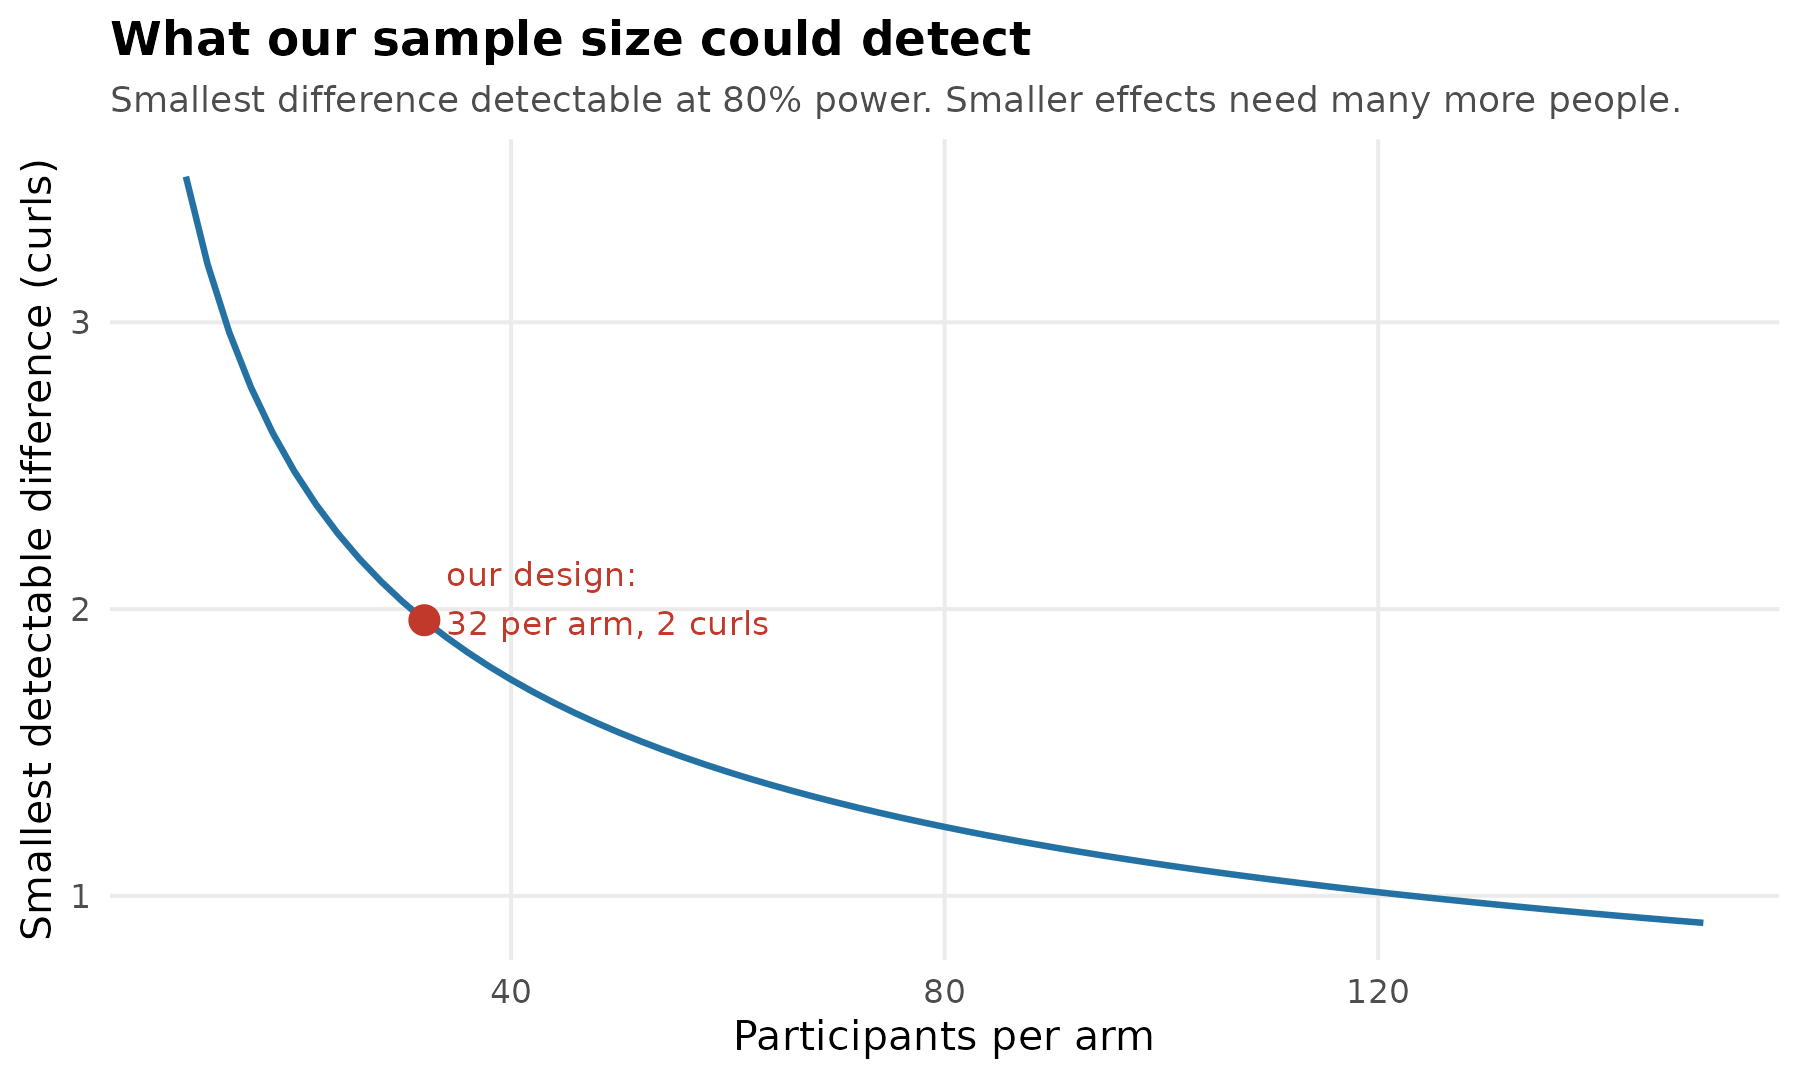 What our sample size could detect
Smallest difference detectable at 80% power. Smaller effects need many more people.
Smallest detectable difference (curls)
3
2
1
our design:
32 per arm, 2 curls
40
80
120
Participants per arm